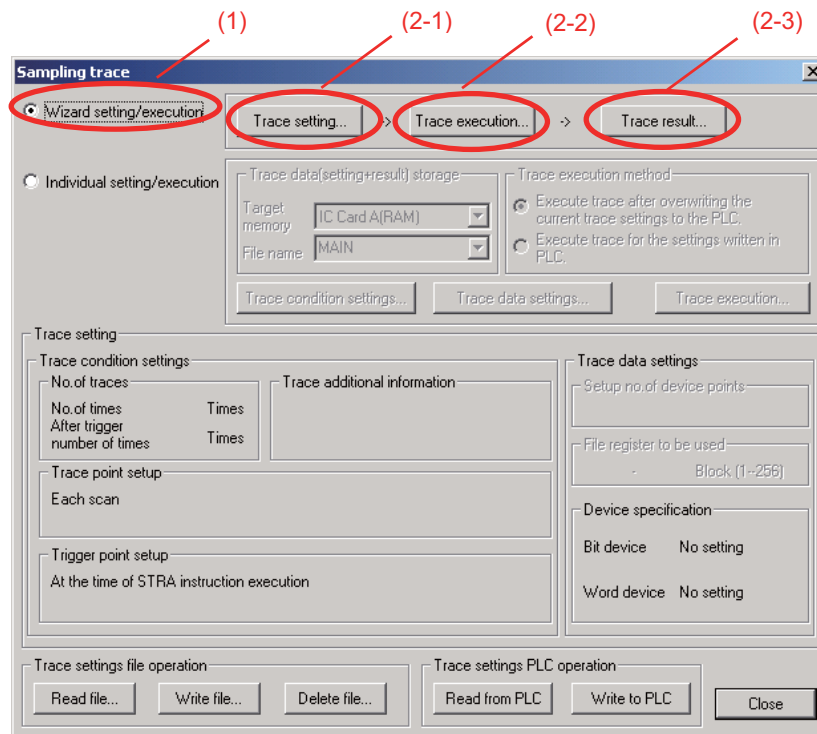 (1) (2-1) (2-2) (2-3)
Sampling trace
Wizard setting/execution
Trace setting... -> Trace execution... -> Trace result...
Individual setting/execution
Trace data(setting+result) storage
Target
memory
IC Card A(RAM)
File name
MAIN
Trace execution method
Execute trace after overwriting the
current trace settings to the PLC.
Execute trace for the settings written in
PLC.
Trace condition settings... Trace data settings... Trace execution...
Trace setting
Trace condition settings
No.of traces
No.of times Times
After trigger
number of times Times
Trace additional information
Trace point setup
Each scan
Trigger point setup
At the time of STRA instruction execution
Trace data settings
Setup no.of device points
File register to be used
- Block (1--256)
Device specification
Bit device No setting
Word device No setting
Trace settings file operation
Read file... Write file... Delete file...
Trace settings PLC operation
Read from PLC Write to PLC
Close